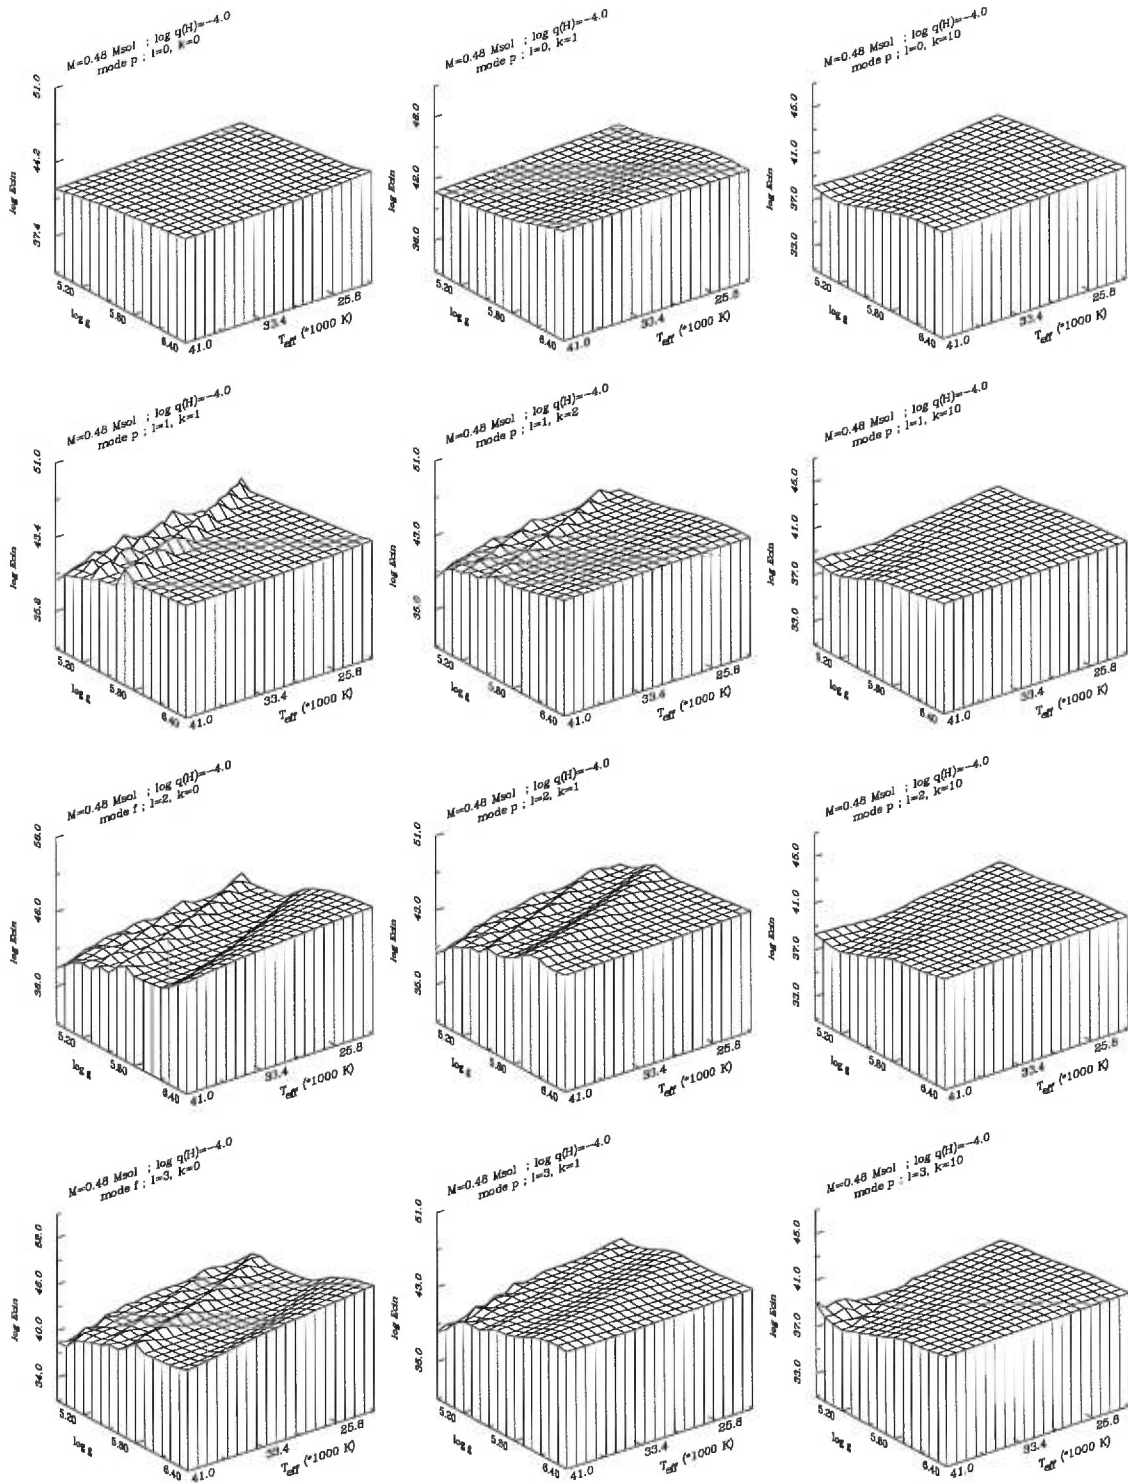 M=0.48 Msol ; log q(H)=-4.0
mode p ; l=0, k=0
51.0
44.2
37.4
log Ecin
5.20
5.80
6.40
log g
41.0
33.4
25.8
Teff (*1000 K)
M=0.48 Msol ; log q(H)=-4.0
mode p ; l=0, k=1
48.0
42.0
36.0
log Ecin
5.20
5.80
6.40
log g
41.0
33.4
25.8
Teff (*1000 K)
M=0.48 Msol ; log q(H)=-4.0
mode p ; l=0, k=10
45.0
41.0
37.0
33.0
log Ecin
5.20
5.80
6.40
log g
41.0
33.4
25.8
Teff (*1000 K)
M=0.48 Msol ; log q(H)=-4.0
mode p ; l=1, k=1
51.0
43.4
35.8
log Ecin
5.20
5.80
6.40
log g
41.0
33.4
25.8
Teff (*1000 K)
M=0.48 Msol ; log q(H)=-4.0
mode p ; l=1, k=2
51.0
43.0
35.0
log Ecin
5.20
5.80
6.40
log g
41.0
33.4
25.8
Teff (*1000 K)
M=0.48 Msol ; log q(H)=-4.0
mode p ; l=1, k=10
45.0
41.0
37.0
33.0
log Ecin
5.20
5.80
6.40
log g
41.0
33.4
25.8
Teff (*1000 K)
M=0.48 Msol ; log q(H)=-4.0
mode f ; l=2, k=0
56.0
46.0
36.0
log Ecin
5.20
5.80
6.40
log g
41.0
33.4
25.8
Teff (*1000 K)
M=0.48 Msol ; log q(H)=-4.0
mode p ; l=2, k=1
51.0
43.0
35.0
log Ecin
5.20
5.80
6.40
log g
41.0
33.4
25.8
Teff (*1000 K)
M=0.48 Msol ; log q(H)=-4.0
mode p ; l=2, k=10
45.0
41.0
37.0
33.0
log Ecin
5.20
5.80
6.40
log g
41.0
33.4
25.8
Teff (*1000 K)
M=0.48 Msol ; log q(H)=-4.0
mode f ; l=3, k=0
52.0
46.0
40.0
34.0
log Ecin
5.20
5.80
6.40
log g
41.0
33.4
25.8
Teff (*1000 K)
M=0.48 Msol ; log q(H)=-4.0
mode p ; l=3, k=1
51.0
43.0
35.0
log Ecin
5.20
5.80
6.40
log g
41.0
33.4
25.8
Teff (*1000 K)
M=0.48 Msol ; log q(H)=-4.0
mode p ; l=3, k=10
45.0
41.0
37.0
33.0
log Ecin
5.20
5.80
6.40
log g
41.0
33.4
25.8
Teff (*1000 K)